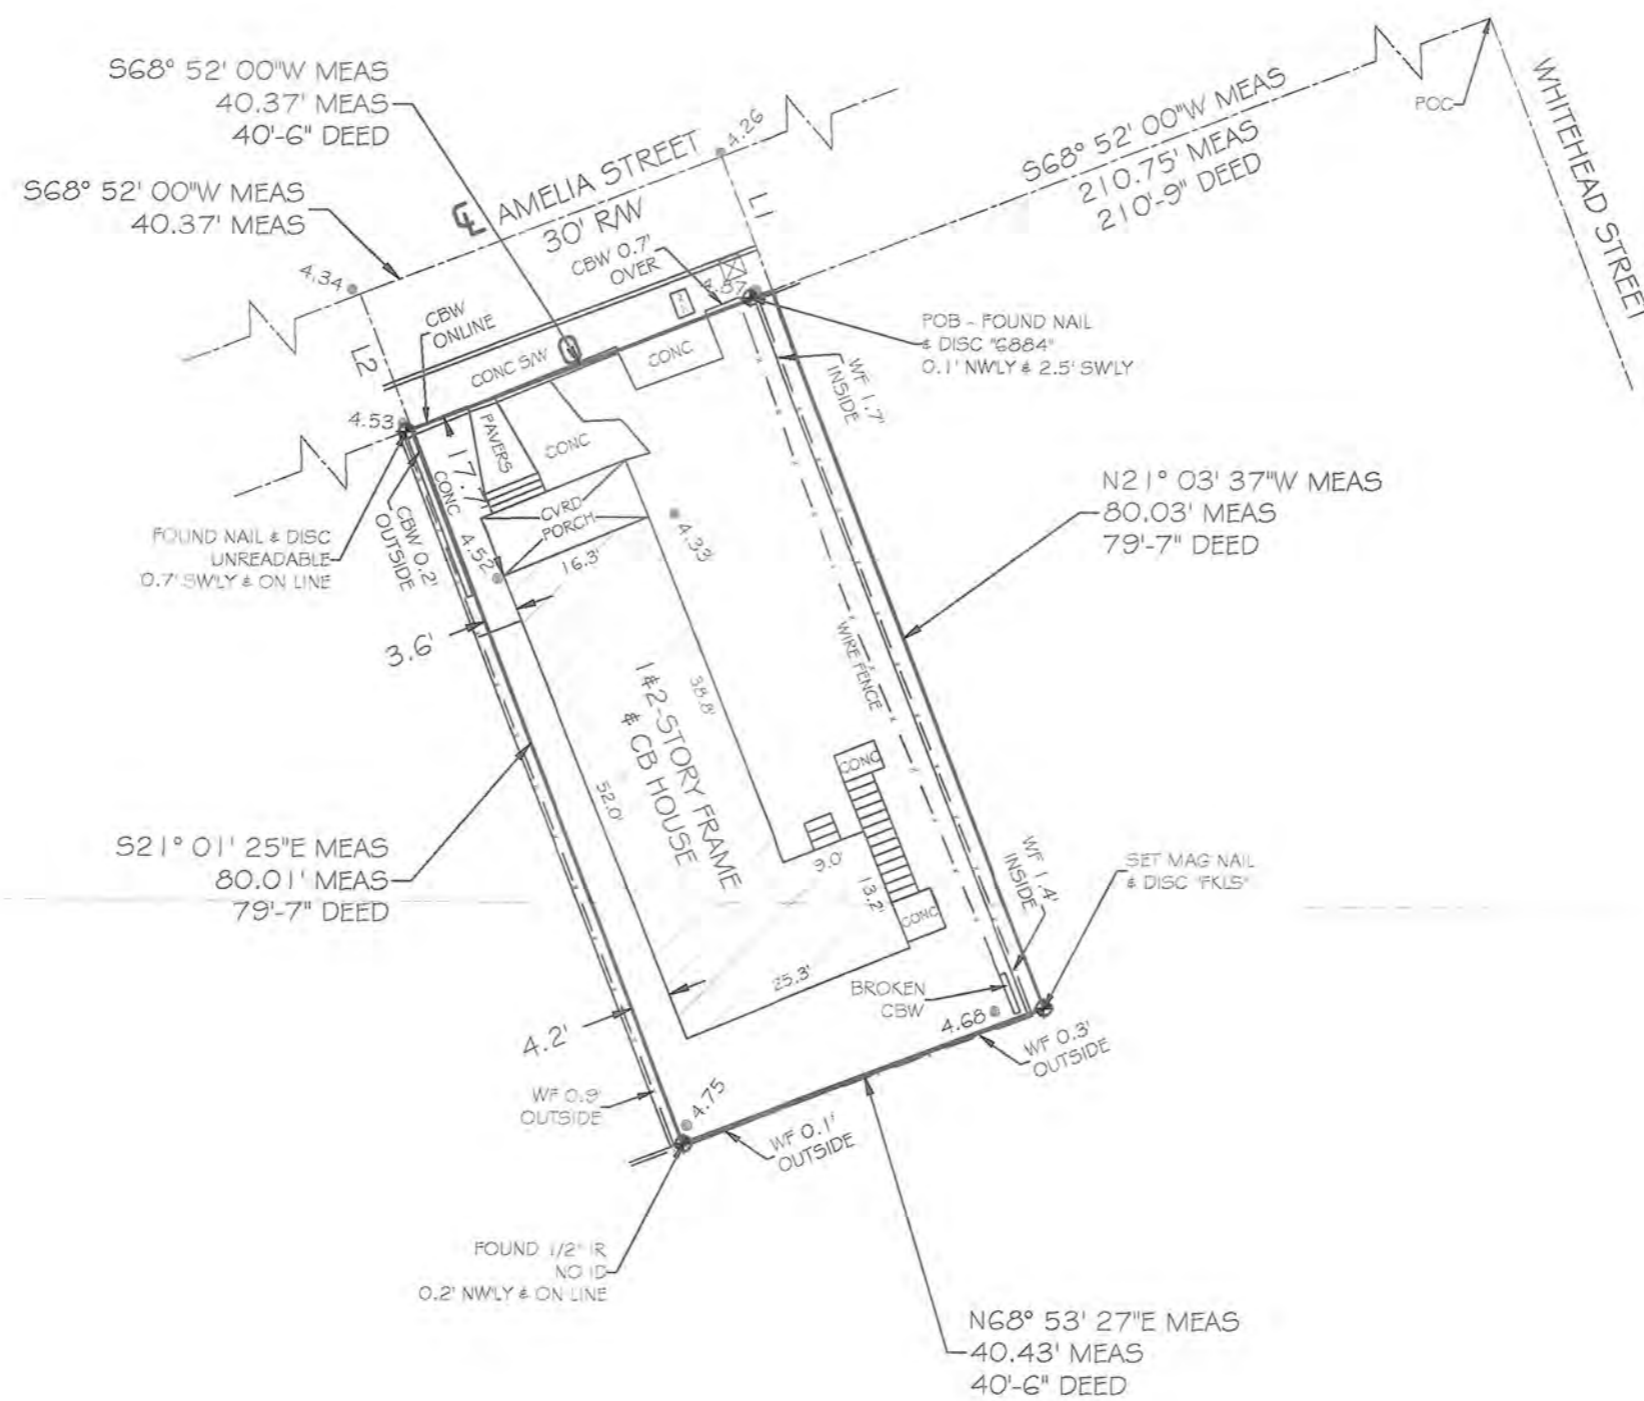 S68° 52' 00"W MEAS
40.37' MEAS
40'-6" DEED
S68° 52' 00"W MEAS
40.37' MEAS
℄ AMELIA STREET
30' R/W
4.26
4.34
L1
L2
S68° 52' 00"W MEAS
210.75' MEAS
210'-9" DEED
POC
WHITEHEAD STREET
CBW 0.7'
OVER
4.87
CBW
ONLINE
CONC S/W
CONC
POB - FOUND NAIL
& DISC "6884"
0.1' NW'LY & 2.5' SW'LY
WF 1.7'
INSIDE
4.53
PAVERS
CONC
17.
CONC
CBW 0.2'
OUTSIDE
CVRD
PORCH
4.52
16.3'
4.33
FOUND NAIL & DISC
UNREADABLE
0.7' SW'LY & ON LINE
N21° 03' 37"W MEAS
80.03' MEAS
79'-7" DEED
3.6'
WIRE FENCE
38.8'
1&2-STORY FRAME
& CB HOUSE
52.0'
CONC
9.0'
13.2'
CONC
S21° 01' 25"E MEAS
80.01' MEAS
79'-7" DEED
WF 1.4'
INSIDE
SET MAG NAIL
& DISC "FKLS"
25.3'
BROKEN
CBW
4.68
WF 0.3'
OUTSIDE
4.2'
WF 0.9'
OUTSIDE
4.75
WF 0.1'
OUTSIDE
FOUND 1/2" IR
NO ID
0.2' NW'LY & ON LINE
N68° 53' 27"E MEAS
40.43' MEAS
40'-6" DEED